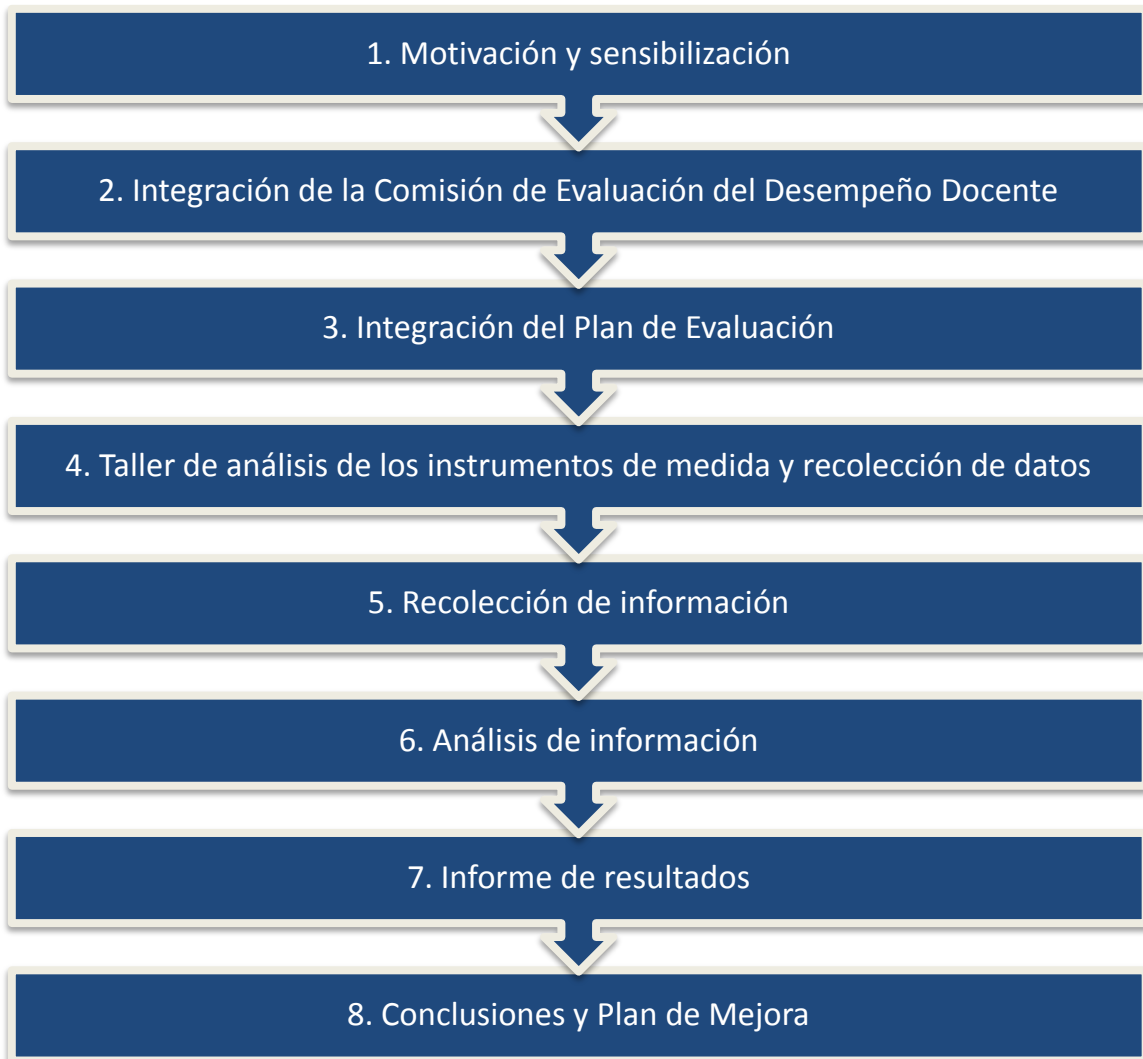 1. Motivación y sensibilización
2. Integración de la Comisión de Evaluación del Desempeño Docente
3. Integración del Plan de Evaluación
4. Taller de análisis de los instrumentos de medida y recolección de datos
5. Recolección de información
6. Análisis de información
7. Informe de resultados
8. Conclusiones y Plan de Mejora